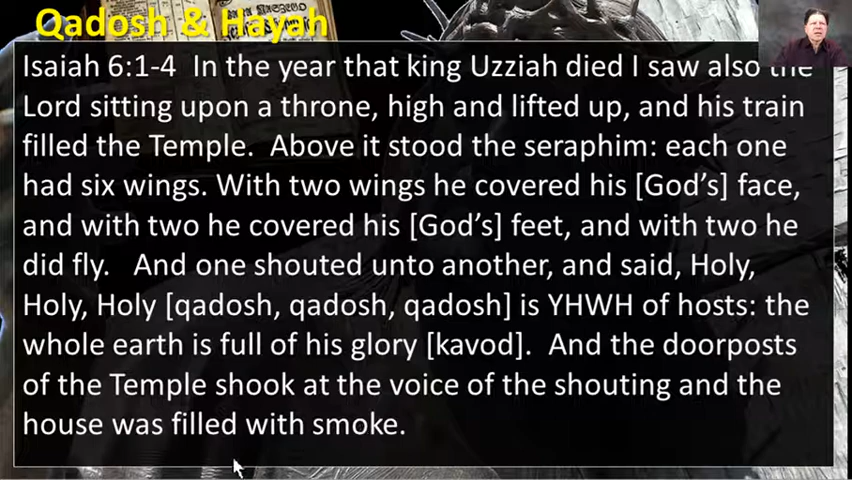 Qadosh & Hayah
Isaiah 6:1-4  In the year that king Uzziah died I saw also the
Lord sitting upon a throne, high and lifted up, and his train
filled the Temple.  Above it stood the seraphim: each one
had six wings. With two wings he covered his [God's] face,
and with two he covered his [God's] feet, and with two he
did fly.   And one shouted unto another, and said, Holy,
Holy, Holy [qadosh, qadosh, qadosh] is YHWH of hosts: the
whole earth is full of his glory [kavod].  And the doorposts
of the Temple shook at the voice of the shouting and the
house was filled with smoke.